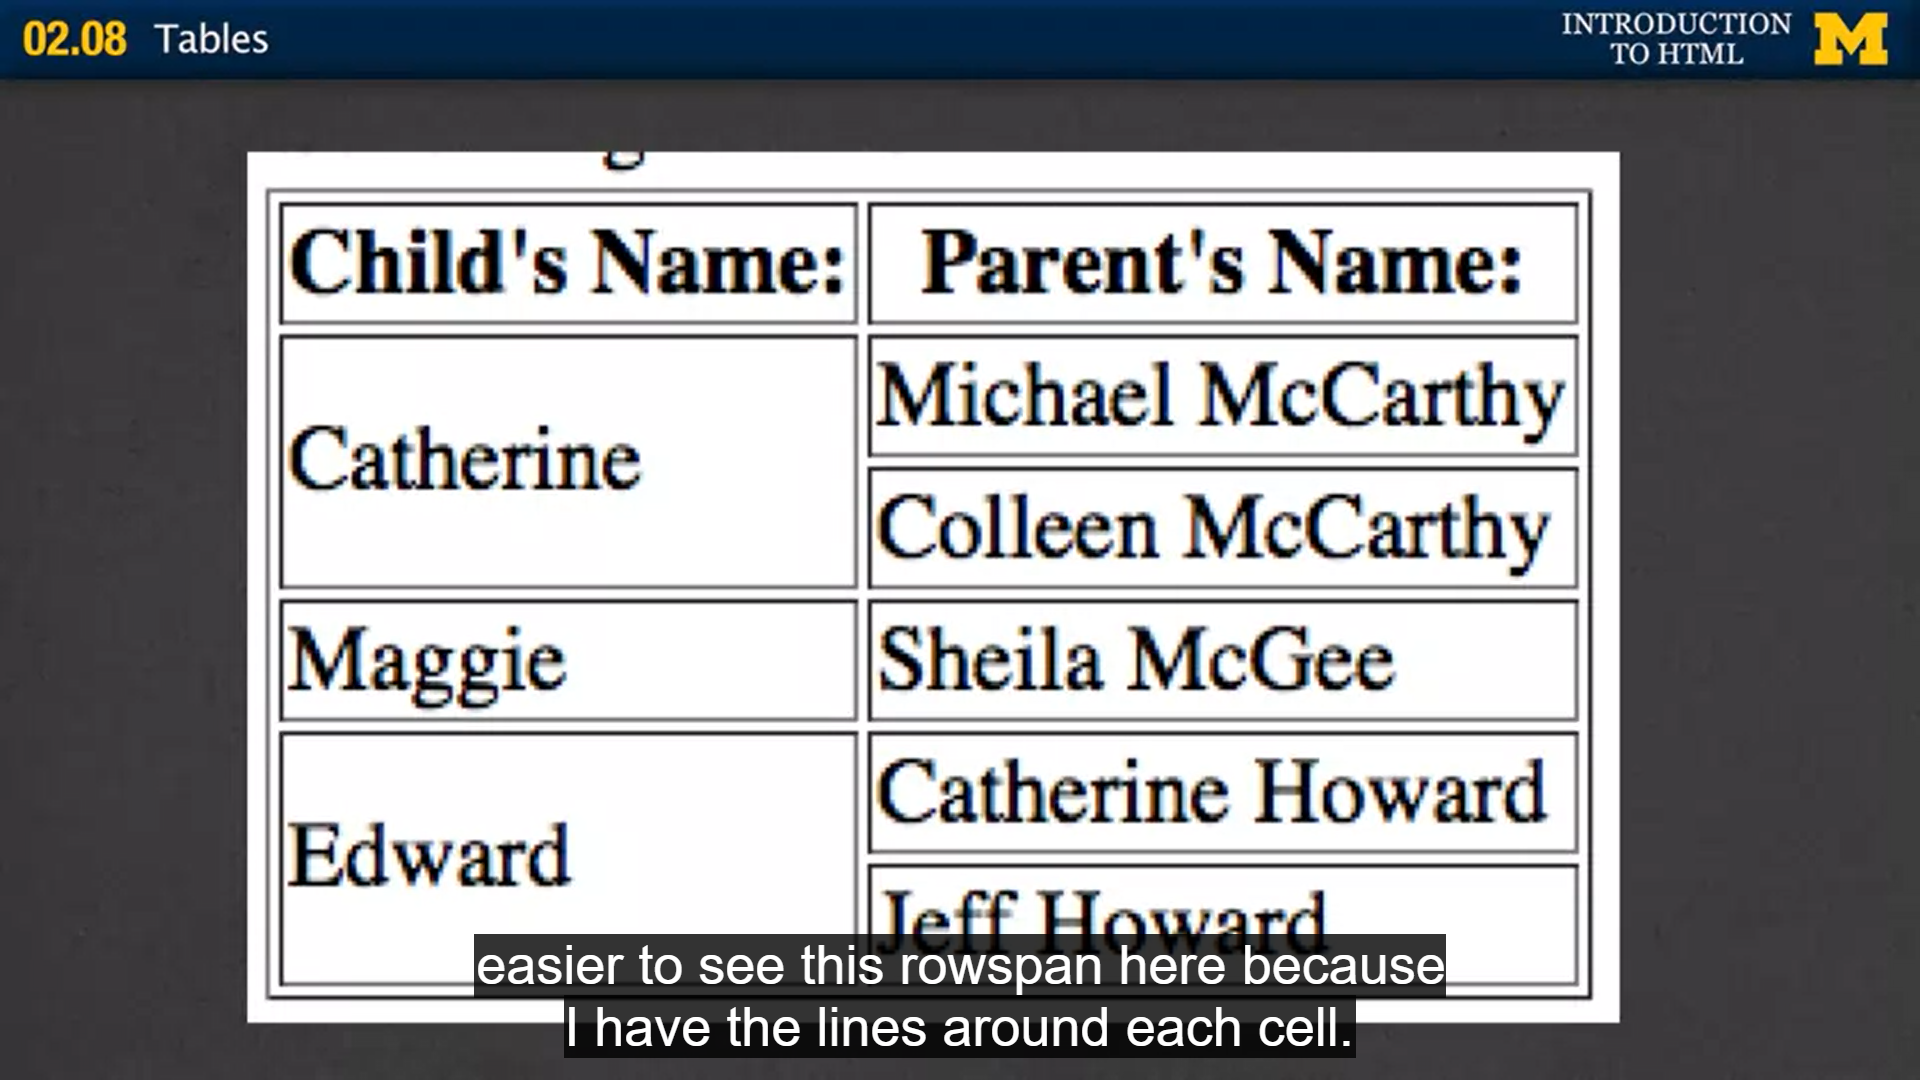 02.08 Tables
INTRODUCTION
TO HTML
M
Child's Name: Parent's Name:
Catherine
Michael McCarthy
Colleen McCarthy
Maggie Sheila McGee
Edward
Catherine Howard
Jeff Howard
easier to see this rowspan here because
I have the lines around each cell.